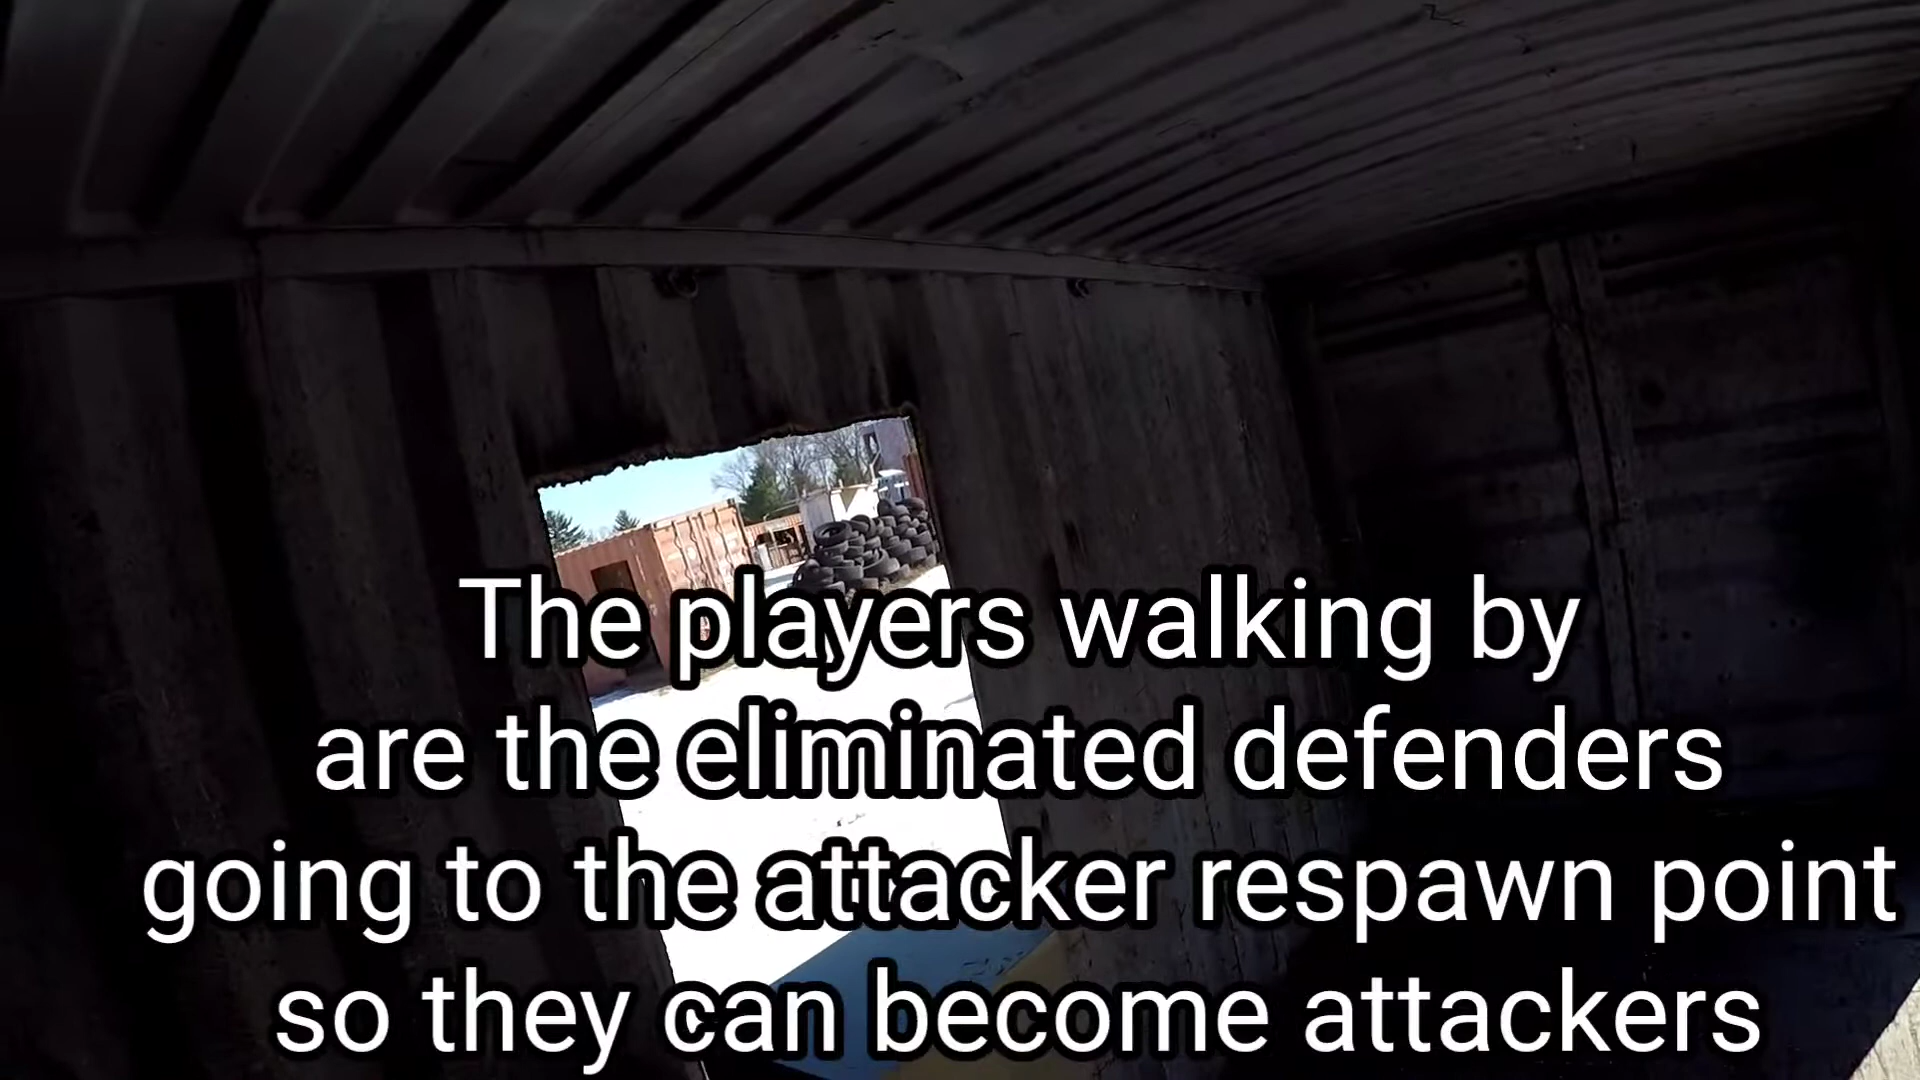 The players walking by
are the eliminated defenders
going to the attacker respawn point
so they can become attackers